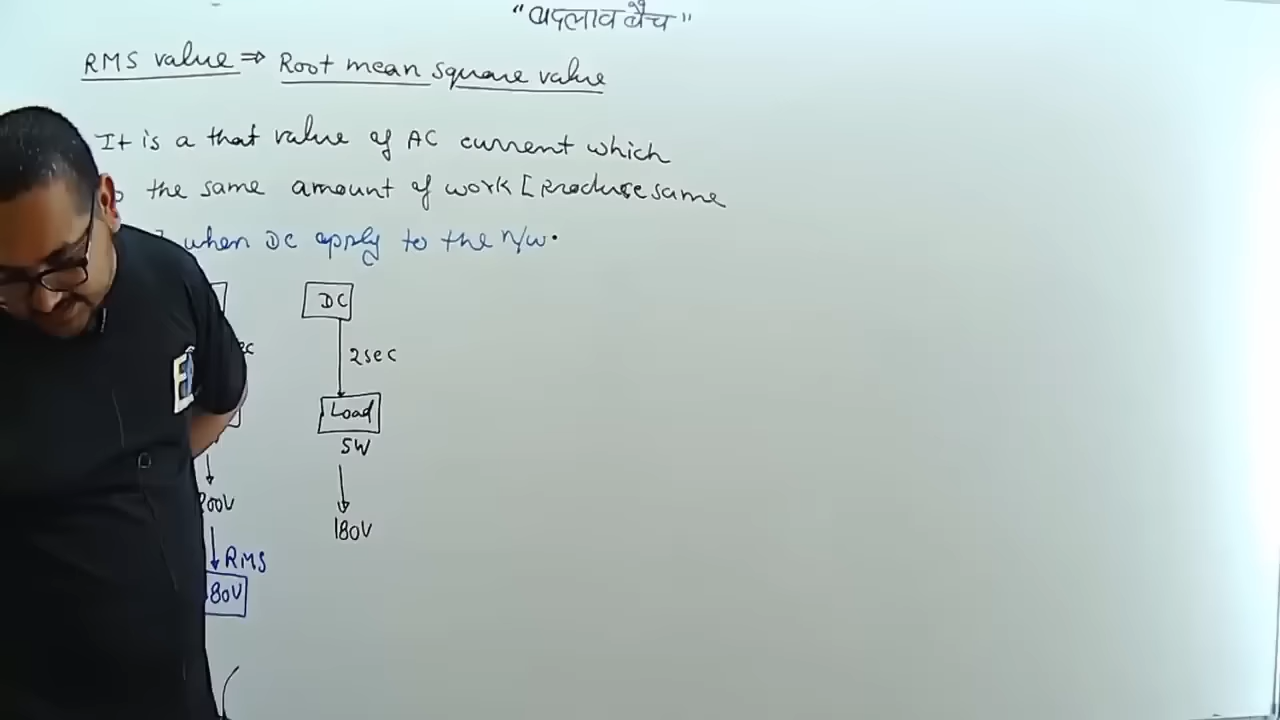 "बदलाव बैच"
RMS value ⇒ Root mean square value
It is a that value of AC current which
the same amount of work [Produce same
when DC apply to the n/w.
DC
2sec
Load
5W
200V
180V
RMS
80V